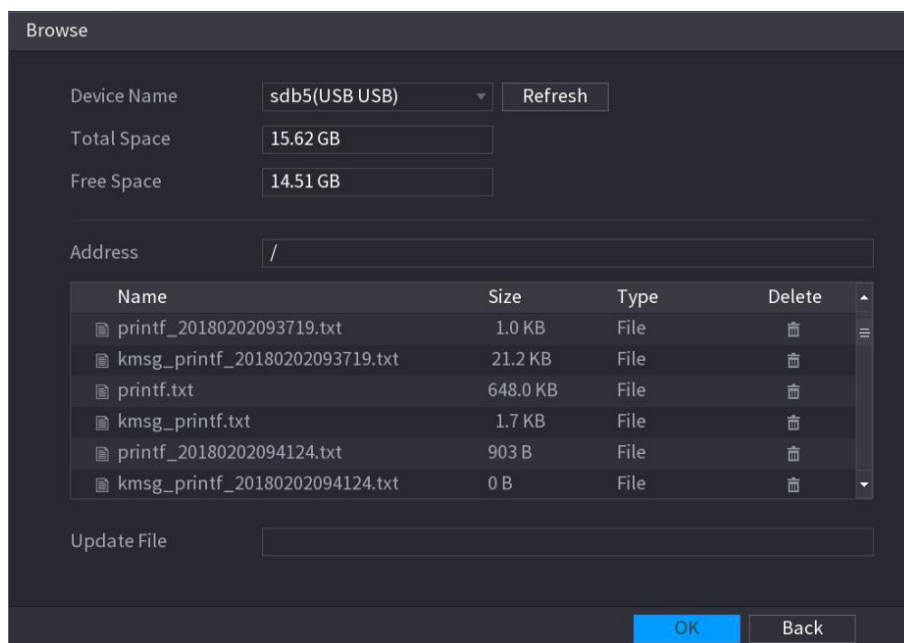 Browse
Device Name sdb5(USB USB) Refresh
Total Space 15.62 GB
Free Space 14.51 GB
Address /
Name Size Type Delete
printf_20180202093719.txt 1.0 KB File
kmsg_printf_20180202093719.txt 21.2 KB File
printf.txt 648.0 KB File
kmsg_printf.txt 1.7 KB File
printf_20180202094124.txt 903 B File
kmsg_printf_20180202094124.txt 0 B File
Update File
OK Back